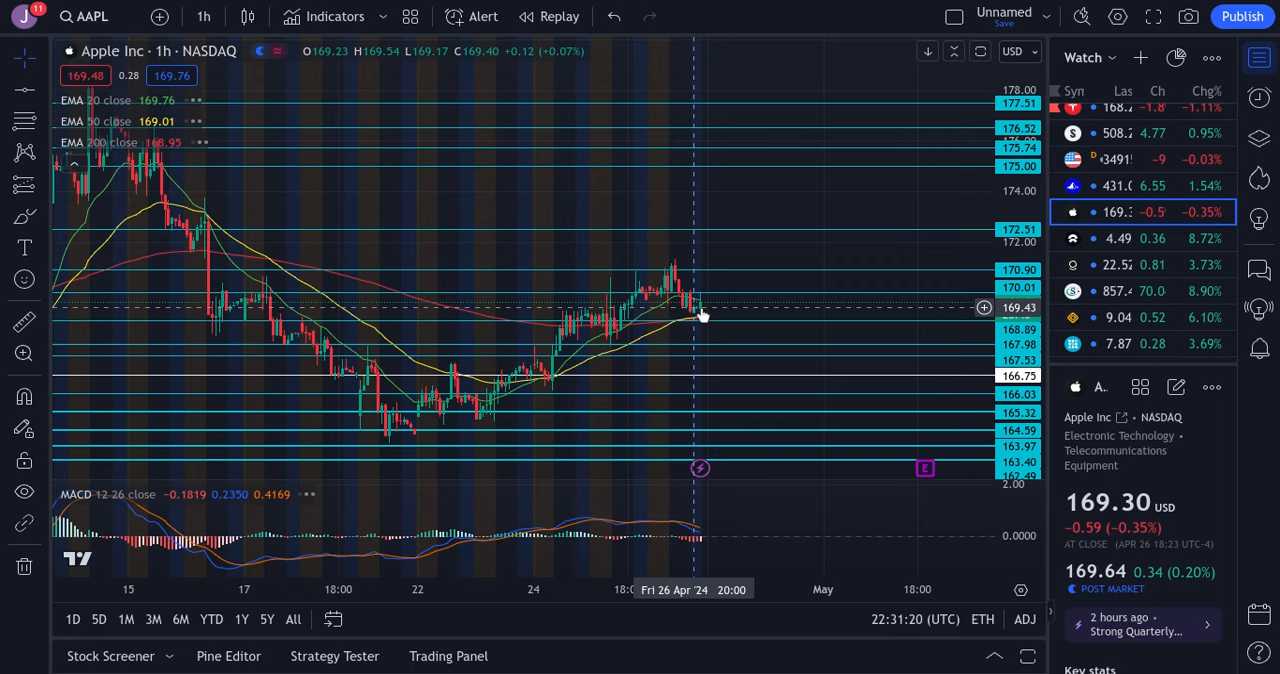 J 11 AAPL 1h Indicators Alert Replay Unnamed Save Publish
Apple Inc · 1h · NASDAQ O169.23 H169.54 L169.17 C169.40 +0.12 (+0.07%)
169.48 0.28 169.76
EMA 20 close 169.76
EMA 50 close 169.01
EMA 200 close 168.95
USD
178.00
177.51
176.52
176.00
175.74
175.00
174.00
172.51
172.00
170.90
170.01
169.43
168.89
167.98
167.53
166.75
166.03
165.32
164.59
163.97
163.40
162.49
E
MACD 12 26 close −0.1819 0.2350 0.4169
2.00
0.0000
15 17 18:00 22 24 18:0 Fri 26 Apr '24 20:00 May 18:00
1D 5D 1M 3M 6M YTD 1Y 5Y All 22:31:20 (UTC) ETH ADJ
Stock Screener Pine Editor Strategy Tester Trading Panel
Watch
Syn Las Ch Chg%
168.2 −1.8 −1.11%
508.2 4.77 0.95%
D 3491 −9 −0.03%
431.0 6.55 1.54%
169.3 −0.5 −0.35%
4.49 0.36 8.72%
22.52 0.81 3.73%
857.4 70.0 8.90%
9.04 0.52 6.10%
7.87 0.28 3.69%
A..
Apple Inc • NASDAQ
Electronic Technology •
Telecommunications
Equipment
169.30 USD
−0.59 (−0.35%)
AT CLOSE (APR 26 18:23 UTC-4)
169.64 0.34 (0.20%)
POST MARKET
2 hours ago •
Strong Quarterly...
Key stats